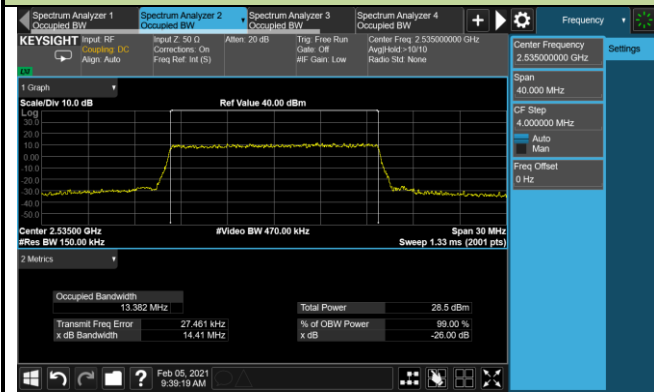 Spectrum Analyzer 1
Occupied BW
Spectrum Analyzer 2
Occupied BW
Spectrum Analyzer 3
Occupied BW
Spectrum Analyzer 4
Occupied BW
Frequency
KEYSIGHT
Input: RF
Coupling: DC
Align: Auto
Input Z: 50 Ω
Corrections: On
Freq Ref: Int (S)
Atten: 20 dB
Trig: Free Run
Gate: Off
#IF Gain: Low
Center Freq: 2.535000000 GHz
Avg|Hold:>10/10
Radio Std: None
Center Frequency
2.535000000 GHz
Settings
Span
40.000 MHz
CF Step
4.000000 MHz
Auto
Man
Freq Offset
0 Hz
1 Graph
Scale/Div 10.0 dB
Ref Value 40.00 dBm
Log
30.0
20.0
10.0
0.00
-10.0
-20.0
-30.0
-40.0
-50.0
Center 2.53500 GHz
#Video BW 470.00 kHz
Span 30 MHz
#Res BW 150.00 kHz
Sweep 1.33 ms (2001 pts)
2 Metrics
Occupied Bandwidth
13.382 MHz
Total Power
28.5 dBm
Transmit Freq Error
27.461 kHz
% of OBW Power
99.00 %
x dB Bandwidth
14.41 MHz
x dB
-26.00 dB
Feb 05, 2021
9:39:19 AM